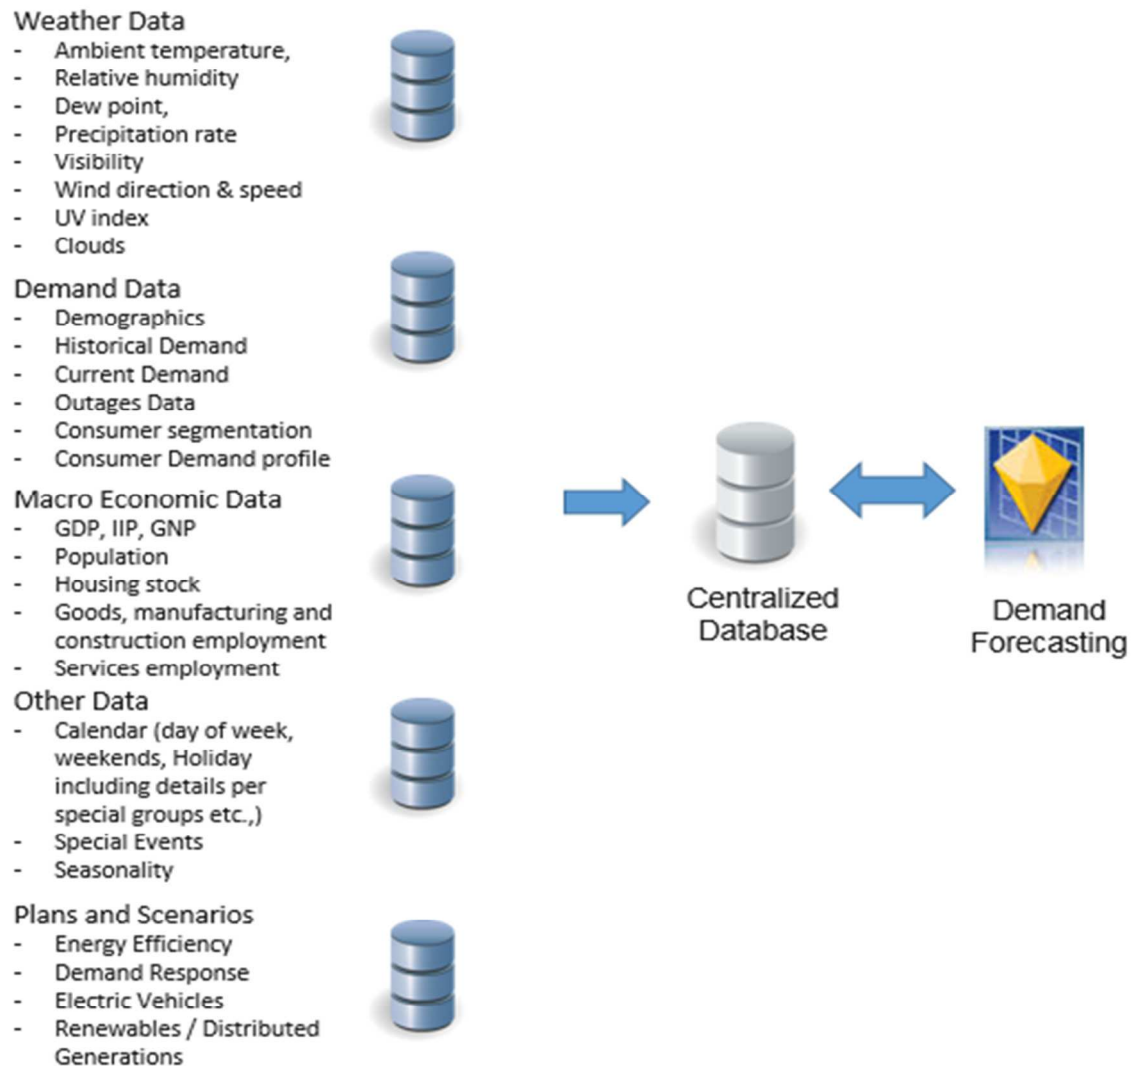 Weather Data
- Ambient temperature,
- Relative humidity
- Dew point,
- Precipitation rate
- Visibility
- Wind direction & speed
- UV index
- Clouds
Demand Data
- Demographics
- Historical Demand
- Current Demand
- Outages Data
- Consumer segmentation
- Consumer Demand profile
Macro Economic Data
- GDP, IIP, GNP
- Population
- Housing stock
- Goods, manufacturing and
construction employment
- Services employment
Other Data
- Calendar (day of week,
weekends, Holiday
including details per
special groups etc.,)
- Special Events
- Seasonality
Plans and Scenarios
- Energy Efficiency
- Demand Response
- Electric Vehicles
- Renewables / Distributed
Generations
Centralized
Database
Demand
Forecasting